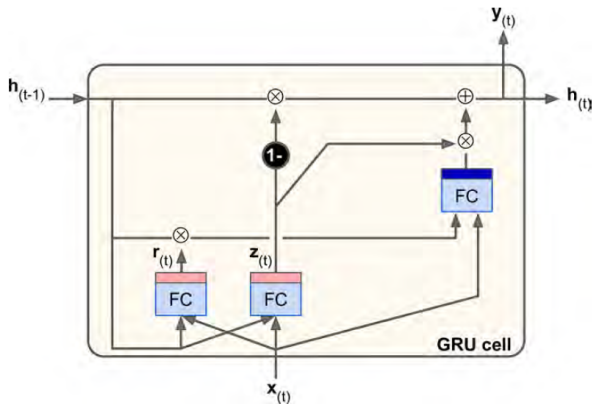 y(t)
h(t-1)
h(t)
1-
FC
r(t)
z(t)
FC
FC
GRU cell
x(t)